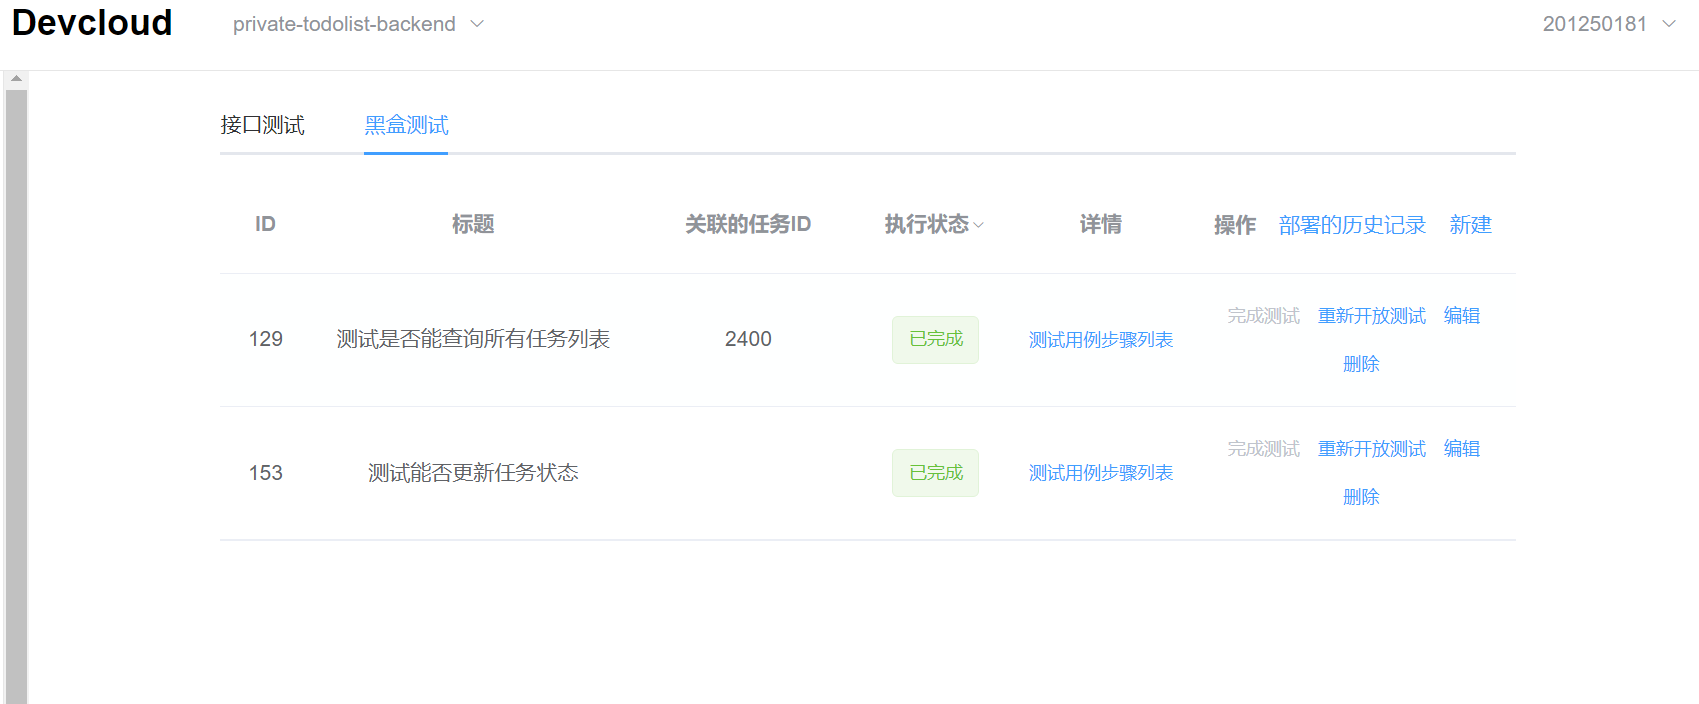 Devcloud private-todolist-backend 201250181
接口测试 黑盒测试
ID 标题 关联的任务ID 执行状态 详情 操作 部署的历史记录 新建
129 测试是否能查询所有任务列表 2400 已完成 测试用例步骤列表 完成测试 重新开放测试 编辑
删除
153 测试能否更新任务状态 已完成 测试用例步骤列表 完成测试 重新开放测试 编辑
删除